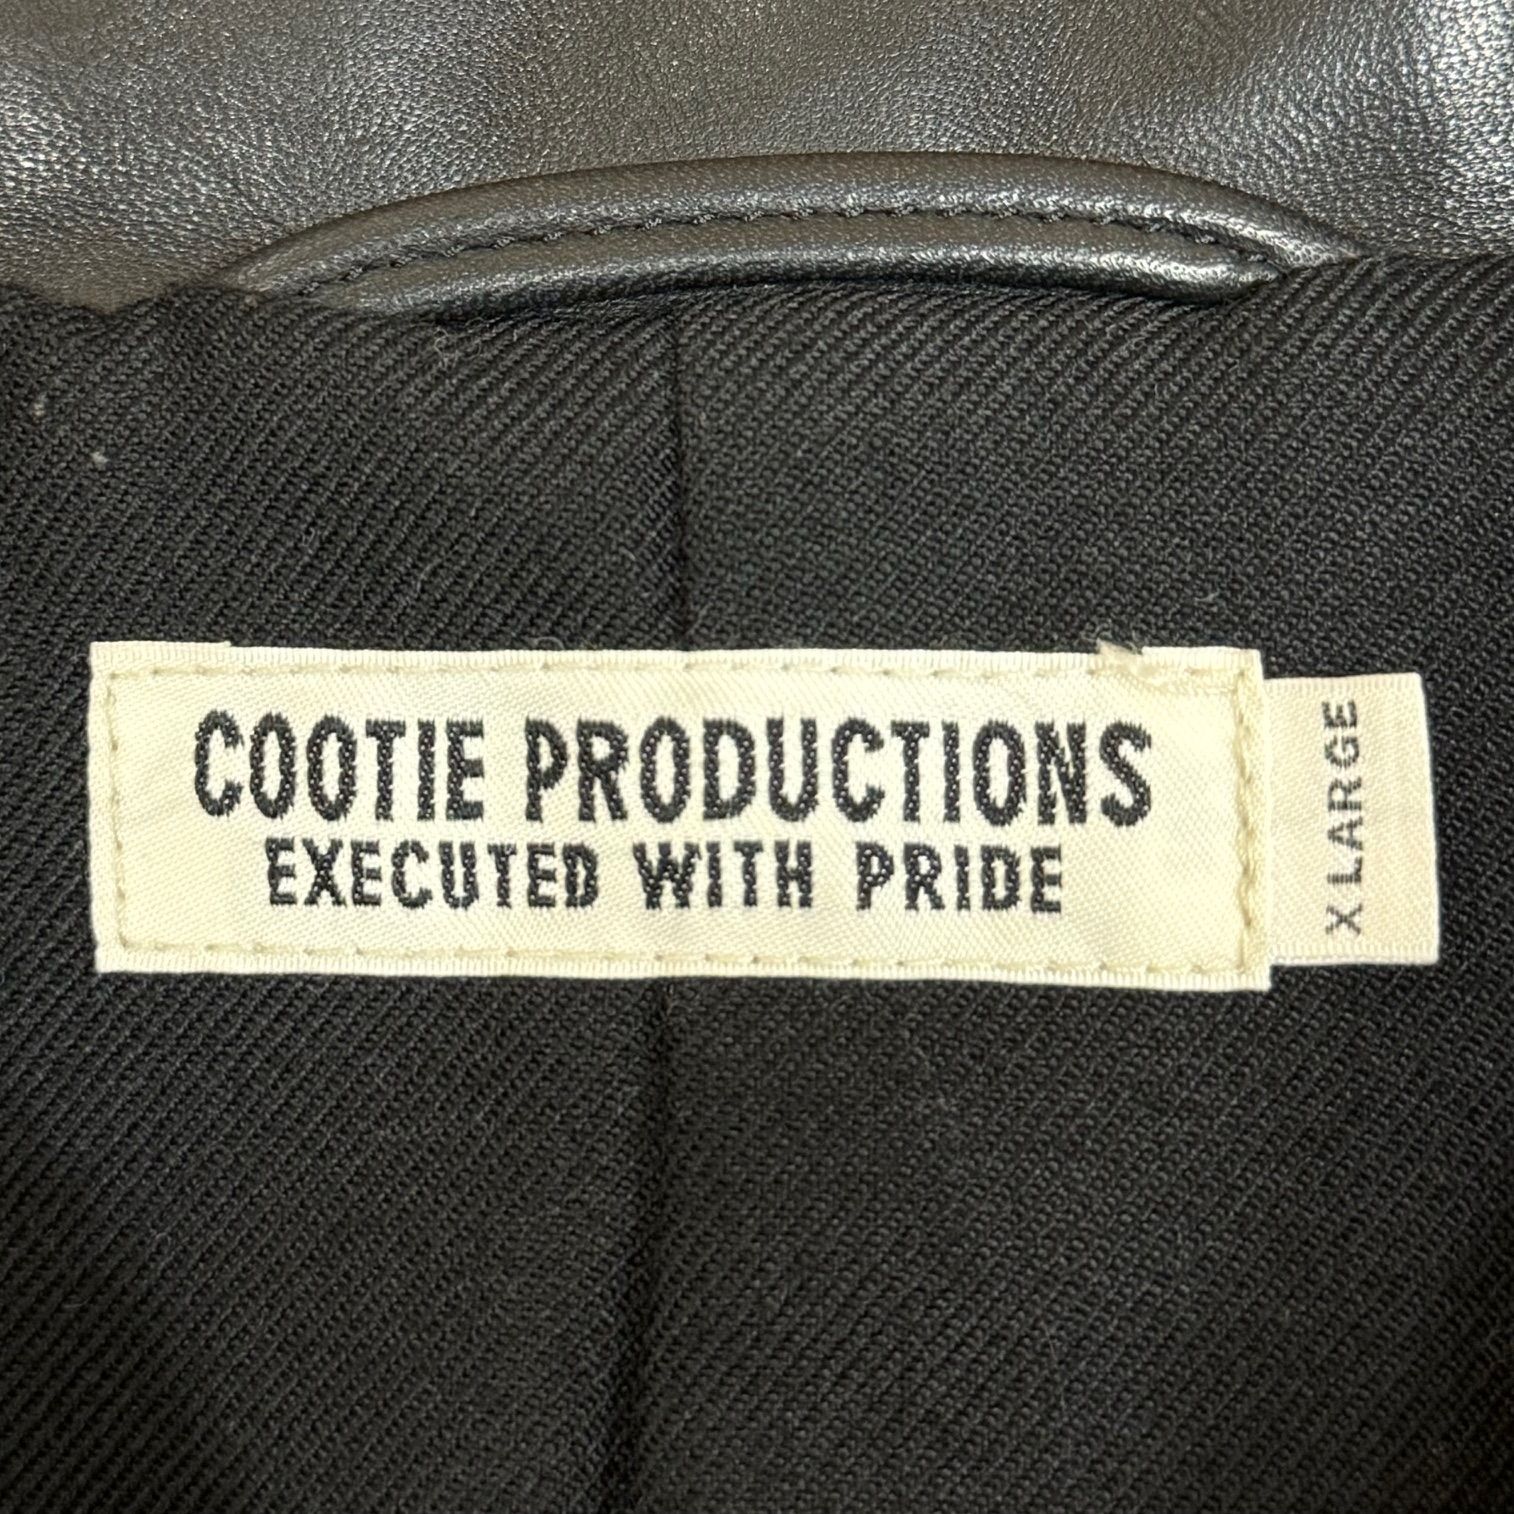 COOTIE PRODUCTIONS
EXECUTED WITH PRIDE
X LARGE